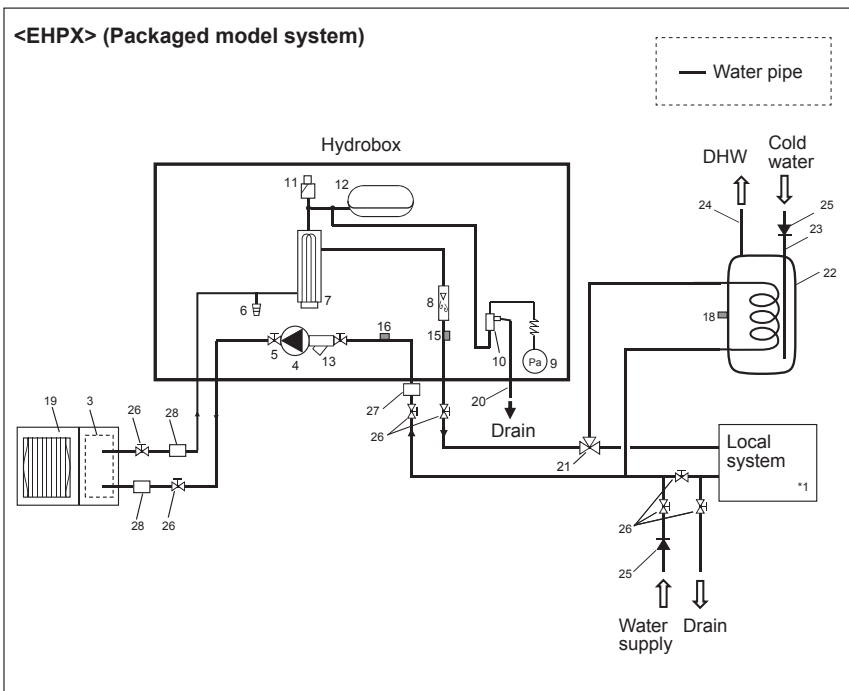 <EHPX> (Packaged model system)
Water pipe
Hydrobox
DHW
Cold
water
11
12
24
25
23
22
7
8
6
18
16
15
5
4
13
10
Pa
9
19
3
26
28
27
26
20
Drain
21
Local
system
*1
28
26
26
25
Water
supply
Drain